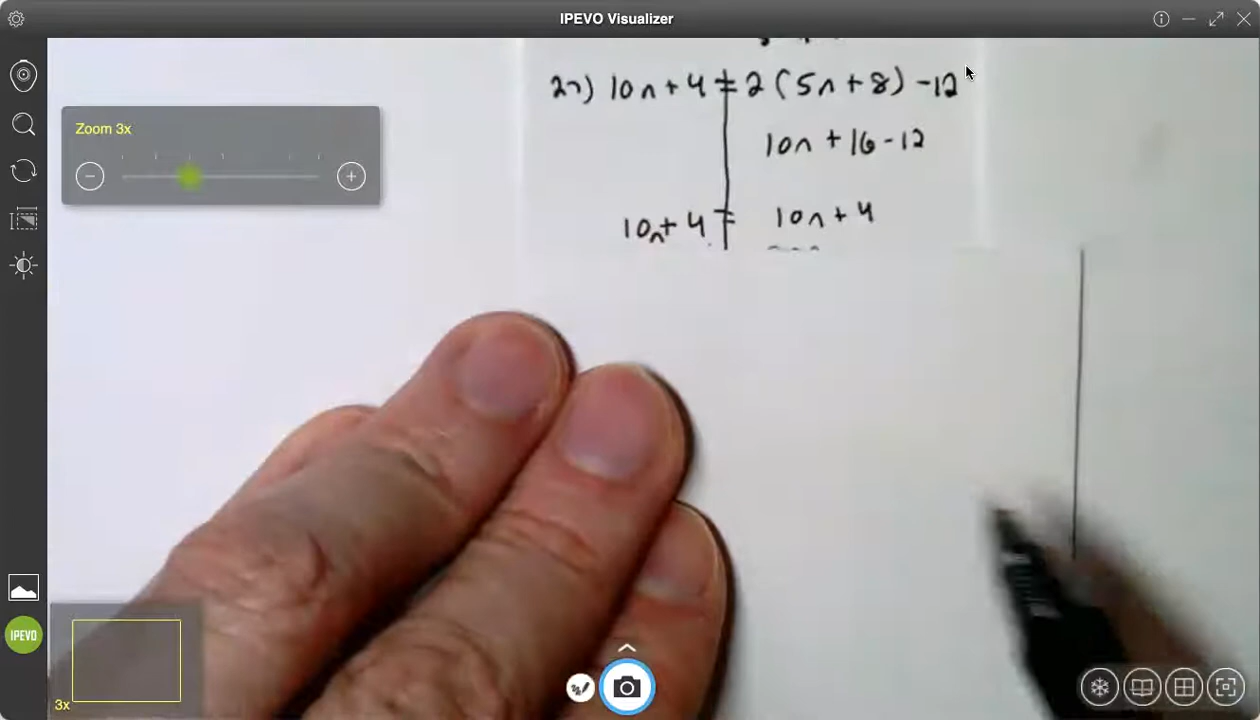 IPEVO Visualizer
Zoom 3x
27) 10n + 4 = 2 (5n + 8) - 12
10n + 16 - 12
10n + 4 = 10n + 4
IPEVO
3x